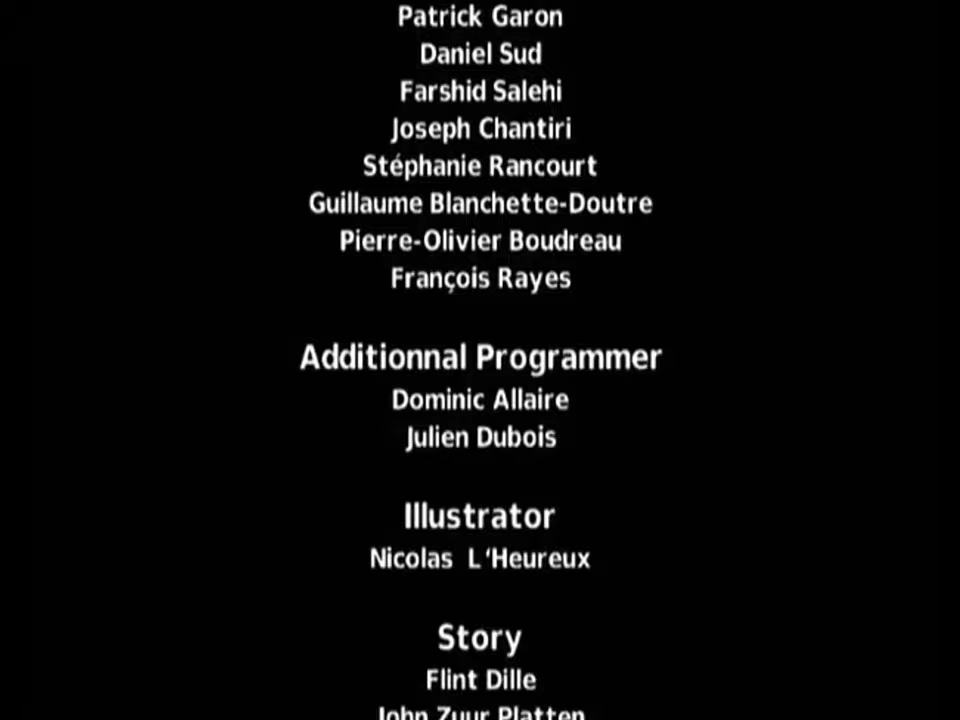 Patrick Garon
Daniel Sud
Farshid Salehi
Joseph Chantiri
Stéphanie Rancourt
Guillaume Blanchette-Doutre
Pierre-Olivier Boudreau
François Rayes
Additionnal Programmer
Dominic Allaire
Julien Dubois
Illustrator
Nicolas L'Heureux
Story
Flint Dille
John Zuur Platten